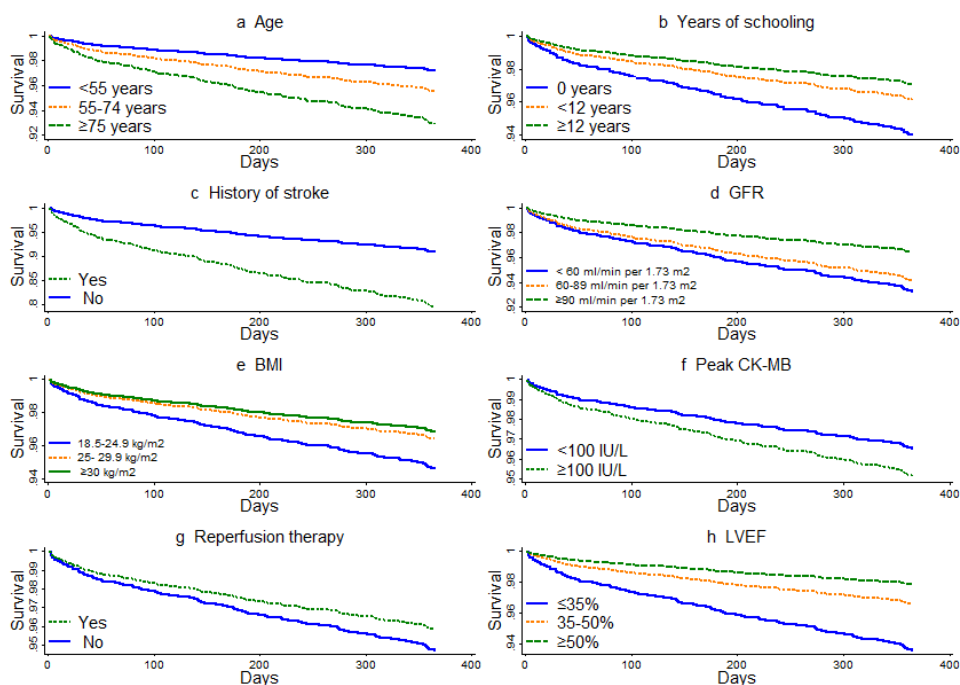 a Age
Survival
1
.98
.96
.94
.92
<55 years
55-74 years
≥75 years
0 100 200 300 400
Days
b Years of schooling
Survival
1
.98
.96
.94
0 years
<12 years
≥12 years
0 100 200 300 400
Days
c History of stroke
Survival
1
.95
.9
.85
.8
Yes
No
0 100 200 300 400
Days
d GFR
Survival
1
.98
.96
.94
.92
< 60 ml/min per 1.73 m2
60-89 ml/min per 1.73 m2
≥90 ml/min per 1.73 m2
0 100 200 300 400
Days
e BMI
Survival
1
.98
.96
.94
18.5-24.9 kg/m2
25- 29.9 kg/m2
≥30 kg/m2
0 100 200 300 400
Days
f Peak CK-MB
Survival
1
.99
.98
.97
.96
.95
<100 IU/L
≥100 IU/L
0 100 200 300 400
Days
g Reperfusion therapy
Survival
1
.99
.98
.97
.96
.95
Yes
No
0 100 200 300 400
Days
h LVEF
Survival
1
.98
.96
.94
≤35%
35-50%
≥50%
0 100 200 300 400
Days